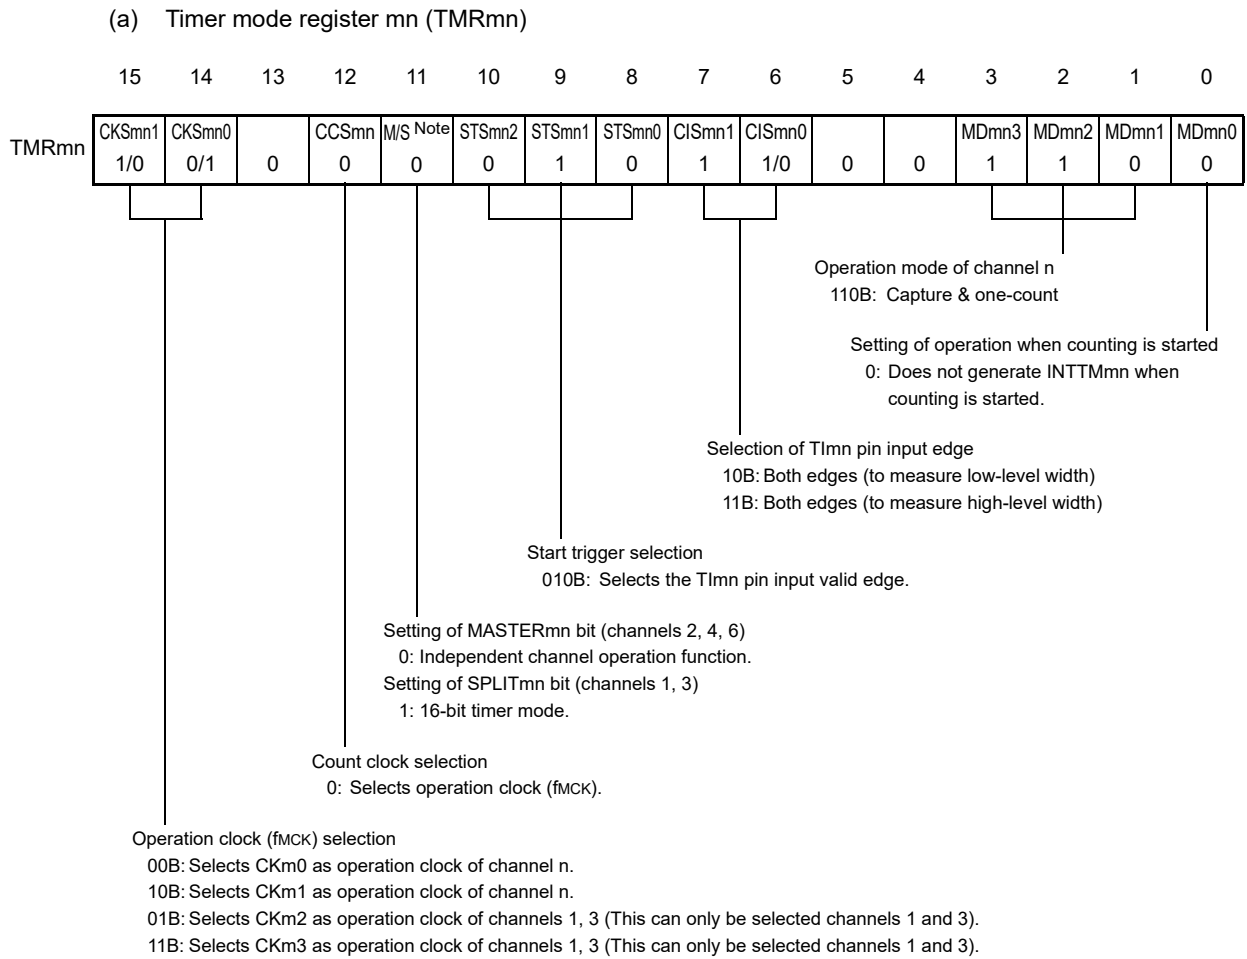 (a) Timer mode register mn (TMRmn)
15 14 13 12 11 10 9 8 7 6 5 4 3 2 1 0
TMRmn CKSmn1 CKSmn0 CCSmn M/S Note STSmn2 STSmn1 STSmn0 CISmn1 CISmn0 MDmn3 MDmn2 MDmn1 MDmn0
1/0 0/1 0 0 0 0 1 0 1 1/0 0 0 1 1 0 0
Operation mode of channel n
110B: Capture & one-count
Setting of operation when counting is started
0: Does not generate INTTMmn when
counting is started.
Selection of TImn pin input edge
10B: Both edges (to measure low-level width)
11B: Both edges (to measure high-level width)
Start trigger selection
010B: Selects the TImn pin input valid edge.
Setting of MASTERmn bit (channels 2, 4, 6)
0: Independent channel operation function.
Setting of SPLITmn bit (channels 1, 3)
1: 16-bit timer mode.
Count clock selection
0: Selects operation clock (fMCK).
Operation clock (fMCK) selection
00B: Selects CKm0 as operation clock of channel n.
10B: Selects CKm1 as operation clock of channel n.
01B: Selects CKm2 as operation clock of channels 1, 3 (This can only be selected channels 1 and 3).
11B: Selects CKm3 as operation clock of channels 1, 3 (This can only be selected channels 1 and 3).